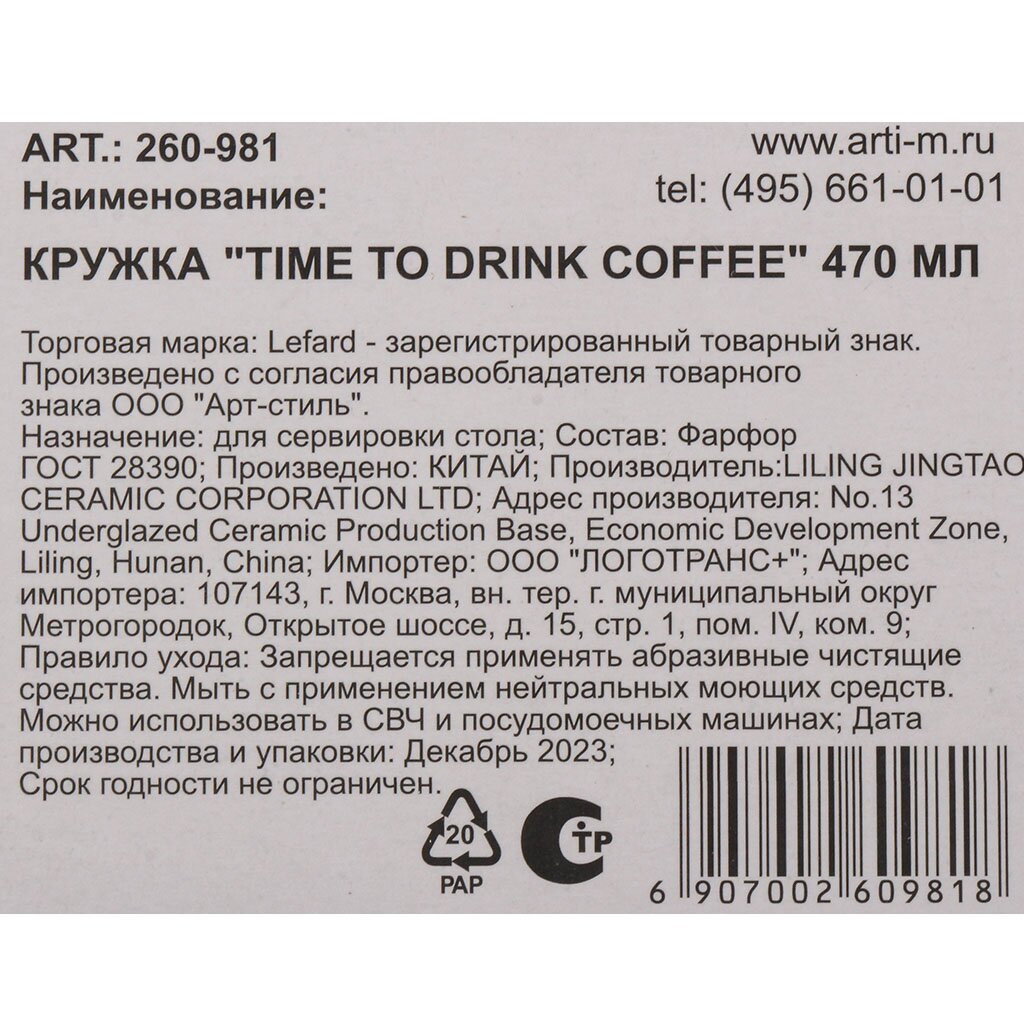 ART.: 260-981
www.arti-m.ru
Наименование:
tel: (495) 661-01-01
КРУЖКА "TIME TO DRINK COFFEE" 470 МЛ
Торговая марка: Lefard - зарегистрированный товарный знак.
Произведено с согласия правообладателя товарного
знака ООО "Арт-стиль".
Назначение: для сервировки стола; Состав: Фарфор
ГОСТ 28390; Произведено: КИТАЙ; Производитель:LILING JINGTAO
CERAMIC CORPORATION LTD; Адрес производителя: No.13
Underglazed Ceramic Production Base, Economic Development Zone,
Liling, Hunan, China; Импортер: ООО "ЛОГОТРАНС+"; Адрес
импортера: 107143, г. Москва, вн. тер. г. муниципальный округ
Метрогородок, Открытое шоссе, д. 15, стр. 1, пом. IV, ком. 9;
Правило ухода: Запрещается применять абразивные чистящие
средства. Мыть с применением нейтральных моющих средств.
Можно использовать в СВЧ и посудомоечных машинах; Дата
производства и упаковки: Декабрь 2023;
Срок годности не ограничен.
20
PAP
СТР
6 907002 609818